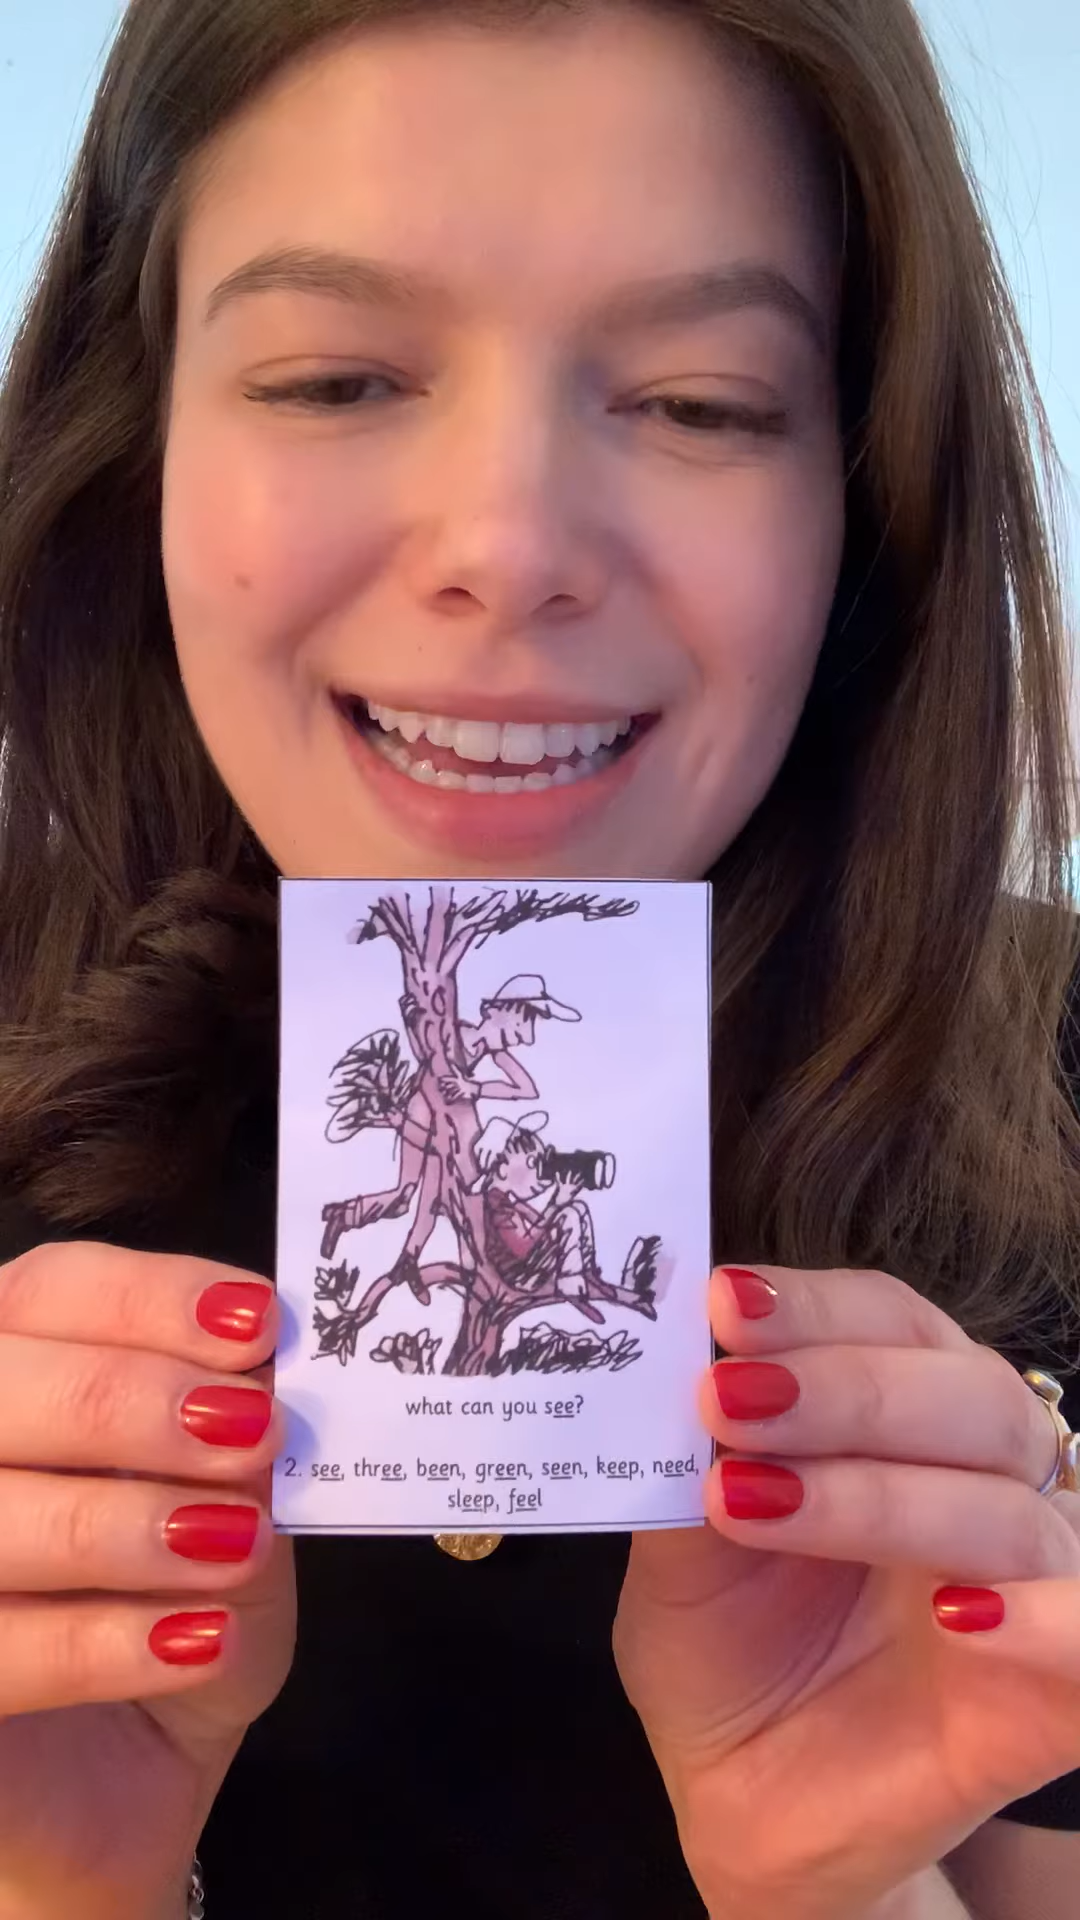 what can you see?
2. see, three, been, green, seen, keep, need,
sleep, feel